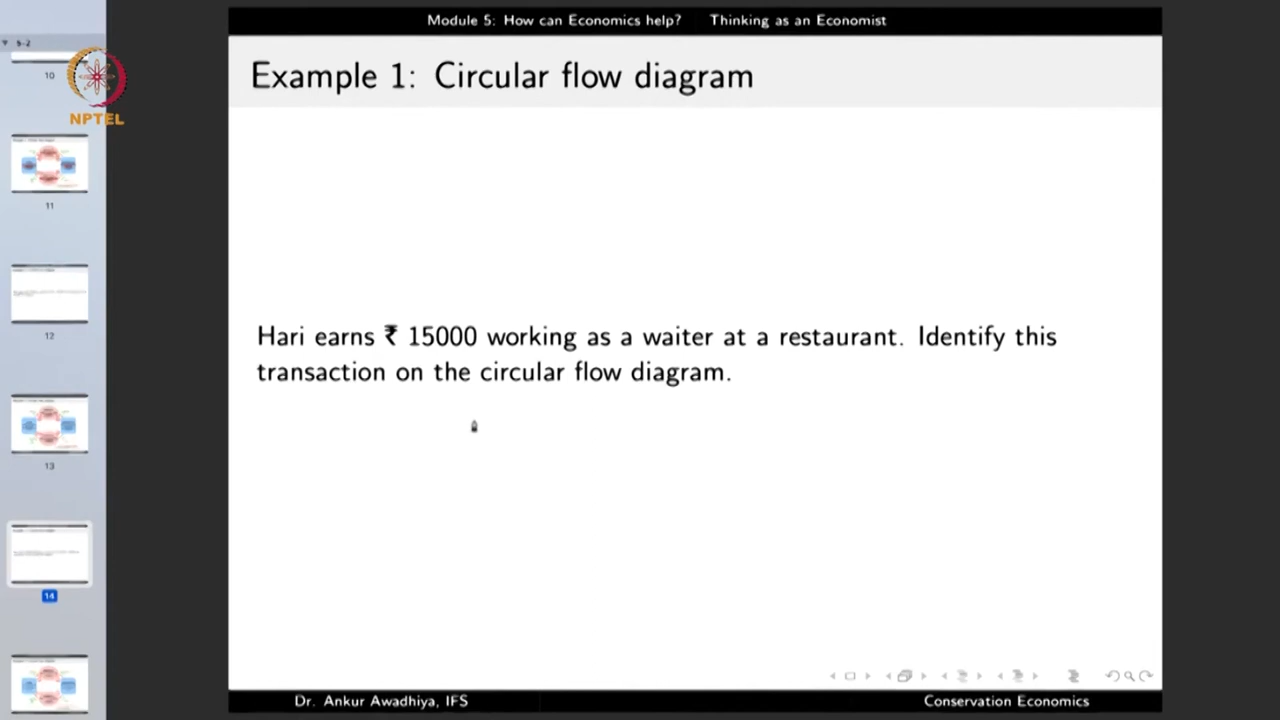 Module 5: How can Economics help? Thinking as an Economist
5-2
NPTEL
Example 1: Circular flow diagram
Hari earns ₹ 15000 working as a waiter at a restaurant. Identify this
transaction on the circular flow diagram.
10
11
12
13
14
Dr. Ankur Awadhiya, IFS
Conservation Economics